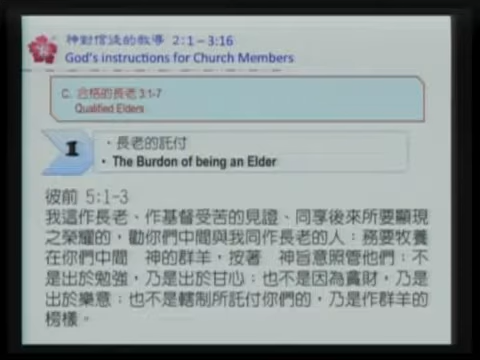 神對信徒的教導 2:1–3:16
God's instructions for Church Members
C. 合格的長老 3:1-7
Qualified Elders
1
・長老的託付
• The Burdon of being an Elder
彼前 5:1-3
我這作長老、作基督受苦的見證、同享後來所要顯現
之榮耀的，勸你們中間與我同作長老的人：務要牧養
在你們中間　神的群羊，按著　神旨意照管他們；不
是出於勉強，乃是出於甘心；也不是因為貪財，乃是
出於樂意；也不是轄制所託付你們的，乃是作群羊的
榜樣。